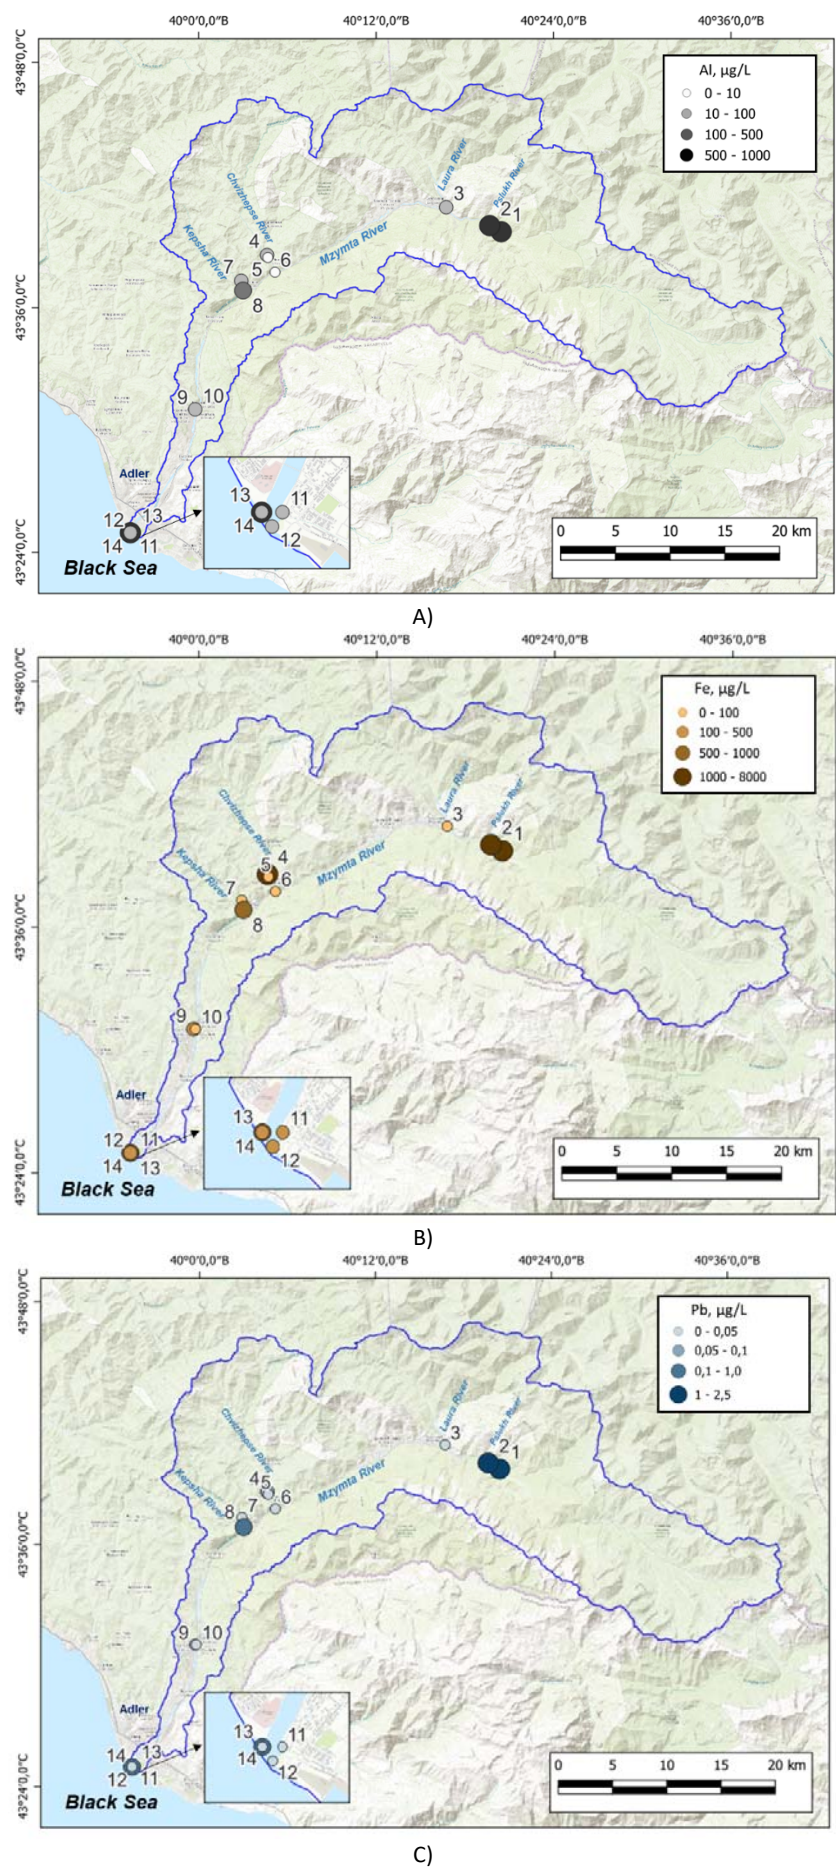 40°0'0,0"B 40°12'0,0"B 40°24'0,0"B 40°36'0,0"B
43°48'0,0"C
43°36'0,0"C
43°24'0,0"C
Al, µg/L
0 - 10
10 - 100
100 - 500
500 - 1000
Laura River
Pslukh River
Chvizhepse River
Kepsha River
Mzymta River
3
2 1
4
5 6
7
8
9 10
Adler
12 13
14 11
13 11
14 12
Black Sea
0 5 10 15 20 km
A)
40°0'0,0"B 40°12'0,0"B 40°24'0,0"B 40°36'0,0"B
43°48'0,0"C
43°36'0,0"C
43°24'0,0"C
Fe, µg/L
0 - 100
100 - 500
500 - 1000
1000 - 8000
Laura River
Pslukh River
Chvizhepse River
Kepsha River
Mzymta River
3
2 1
4
5 6
7
8
9 10
Adler
12 11
14 13
13 11
14 12
Black Sea
0 5 10 15 20 km
B)
40°0'0,0"B 40°12'0,0"B 40°24'0,0"B 40°36'0,0"B
43°48'0,0"C
43°36'0,0"C
43°24'0,0"C
Pb, µg/L
0 - 0,05
0,05 - 0,1
0,1 - 1,0
1 - 2,5
Laura River
Pslukh River
Chvizhepse River
Kepsha River
Mzymta River
3
2 1
4 5
6
8 7
9 10
Adler
14 13
12 11
13 11
14 12
Black Sea
0 5 10 15 20 km
C)